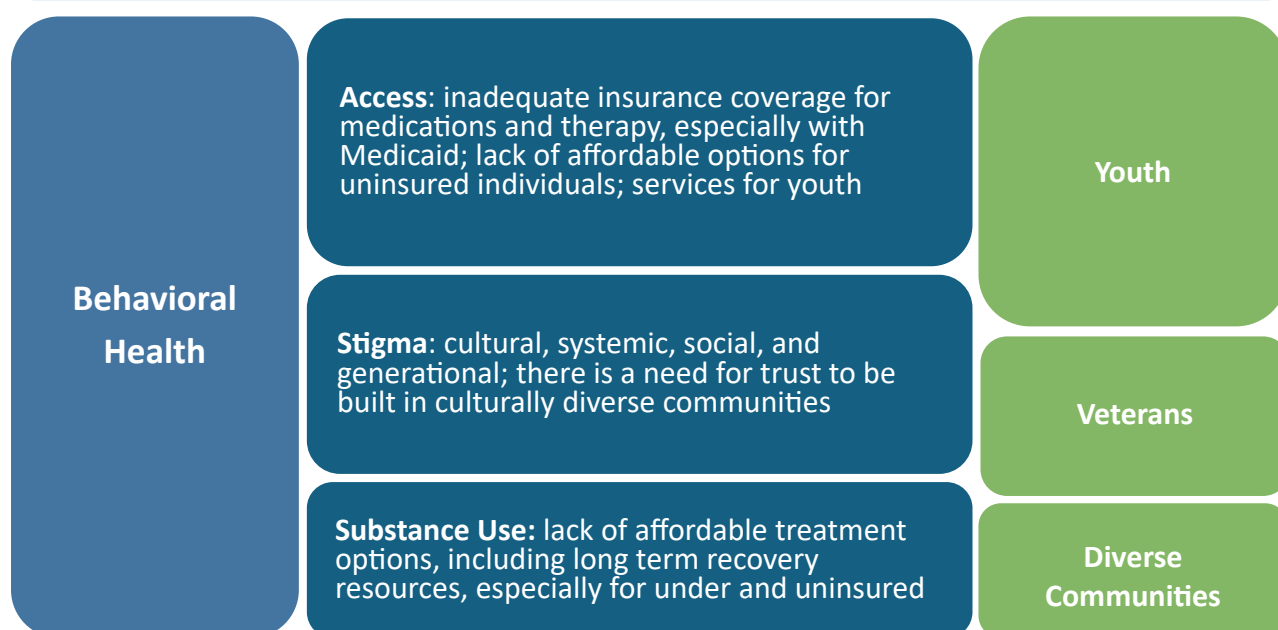 Behavioral
Health
Access: inadequate insurance coverage for
medications and therapy, especially with
Medicaid; lack of affordable options for
uninsured individuals; services for youth
Stigma: cultural, systemic, social, and
generational; there is a need for trust to be
built in culturally diverse communities
Substance Use: lack of affordable treatment
options, including long term recovery
resources, especially for under and uninsured
Youth
Veterans
Diverse
Communities